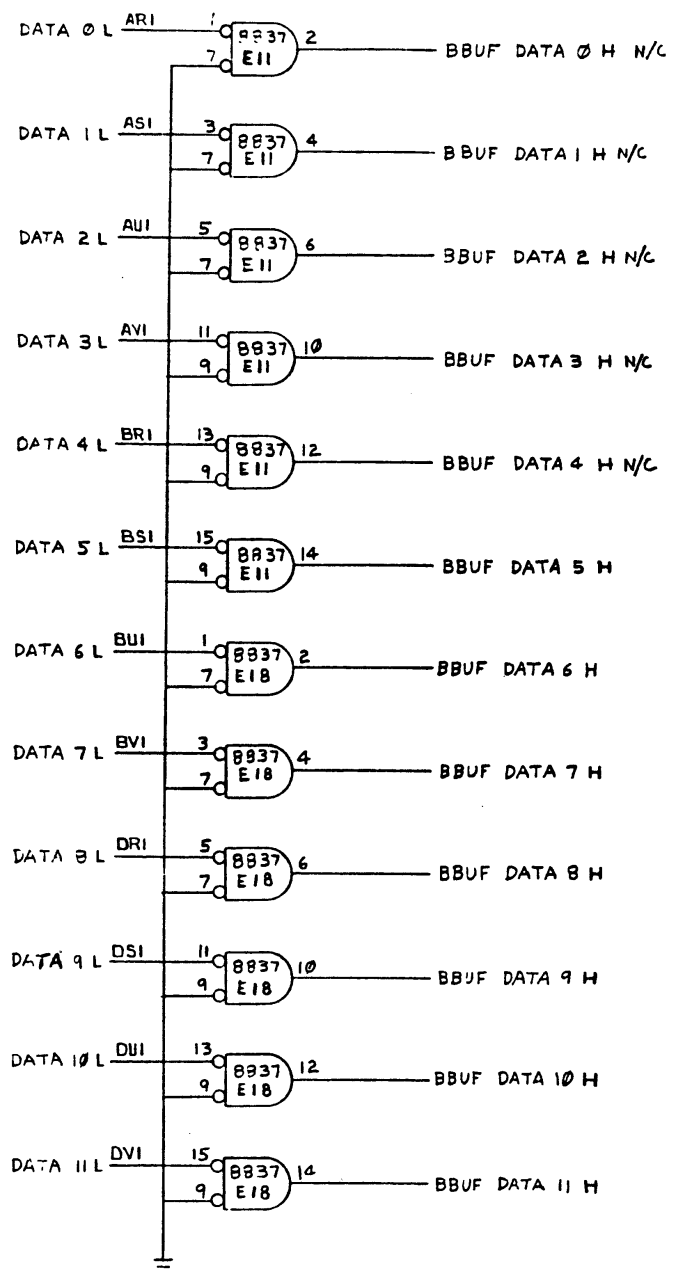 DATA 0 L AR1 1 8837 2 BBUF DATA 0 H N/C
7 E11
DATA 1 L AS1 3 8837 4 BBUF DATA 1 H N/C
7 E11
DATA 2 L AU1 5 8837 6 BBUF DATA 2 H N/C
7 E11
DATA 3 L AV1 11 8837 10 BBUF DATA 3 H N/C
9 E11
DATA 4 L BR1 13 8837 12 BBUF DATA 4 H N/C
9 E11
DATA 5 L BS1 15 8837 14 BBUF DATA 5 H
9 E11
DATA 6 L BU1 1 8837 2 BBUF DATA 6 H
7 E18
DATA 7 L BV1 3 8837 4 BBUF DATA 7 H
7 E18
DATA 8 L DR1 5 8837 6 BBUF DATA 8 H
7 E18
DATA 9 L DS1 11 8837 10 BBUF DATA 9 H
9 E18
DATA 10 L DU1 13 8837 12 BBUF DATA 10 H
9 E18
DATA 11 L DV1 15 8837 14 BBUF DATA 11 H
9 E18